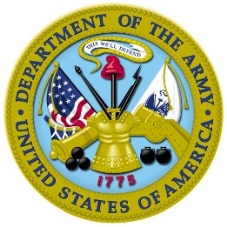 DEPARTMENT OF THE ARMY
THIS WE'LL DEFEND
1775
UNITED STATES OF AMERICA